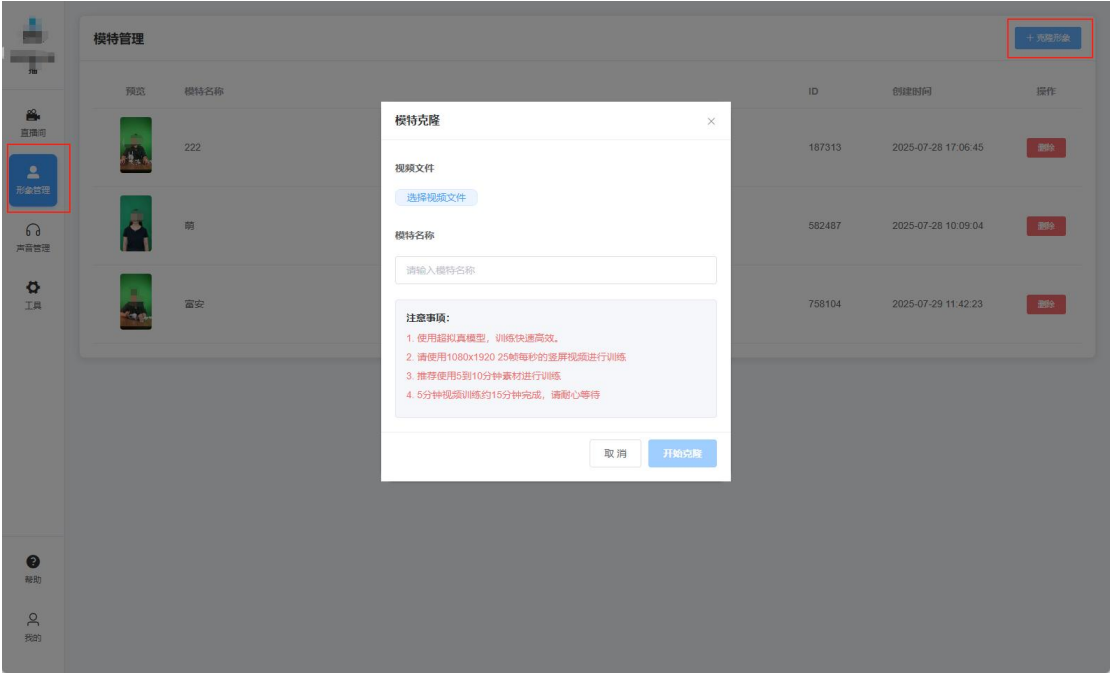 模特管理
+ 克隆形象
预览 模特名称 ID 创建时间 操作
222 187313 2025-07-28 17:06:45 删除
萌 582487 2025-07-28 10:09:04 删除
富安 758104 2025-07-29 11:42:23 删除
直播间
形象管理
声音管理
工具
帮助
我的
模特克隆
视频文件
选择视频文件
模特名称
请输入模特名称
注意事项：
1. 使用超拟真模型，训练快速高效。
2. 请使用1080x1920 25帧每秒的竖屏视频进行训练
3. 推荐使用5到10分钟素材进行训练
4. 5分钟视频训练约15分钟完成，请耐心等待
取消 开始克隆